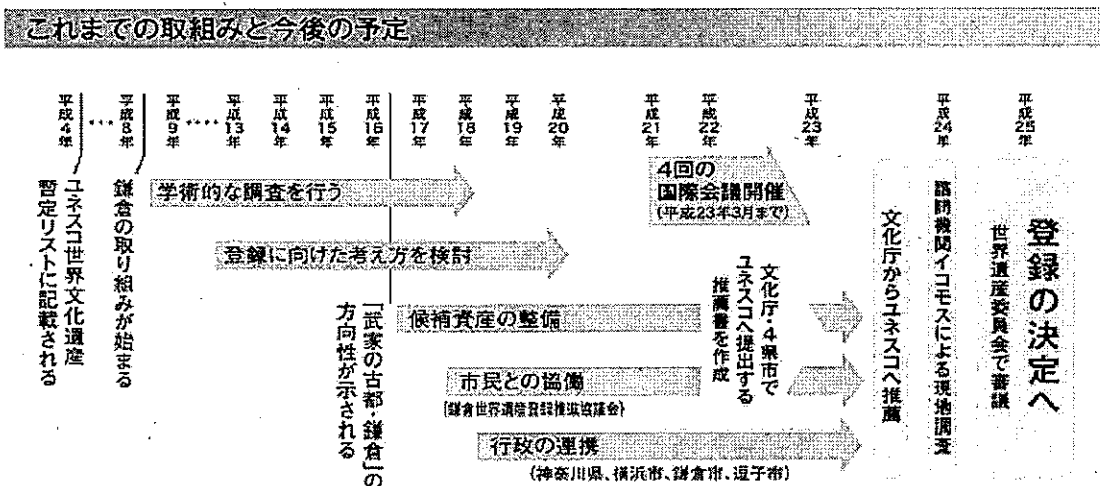 これまでの取組みと今後の予定
平成4年
平成8年
平成9年
平成13年
平成14年
平成15年
平成16年
平成17年
平成18年
平成19年
平成20年
平成21年
平成22年
平成23年
平成24年
平成25年
ユネスコ世界文化遺産
暫定リストに記載される
鎌倉の取り組みが始まる
学術的な調査を行う
登録に向けた考え方を検討
「武家の古都・鎌倉」の
方向性が示される
候補資産の整備
市民との協働
(鎌倉世界遺産登録推進協議会)
行政の連携
(神奈川県、横浜市、鎌倉市、逗子市)
4回の
国際会議開催
(平成23年3月まで)
文化庁・4県市で
ユネスコへ提出する
推薦書を作成
文化庁からユネスコへ推薦
諮問機関イコモスによる現地調査
世界遺産委員会で審議
登録の決定へ